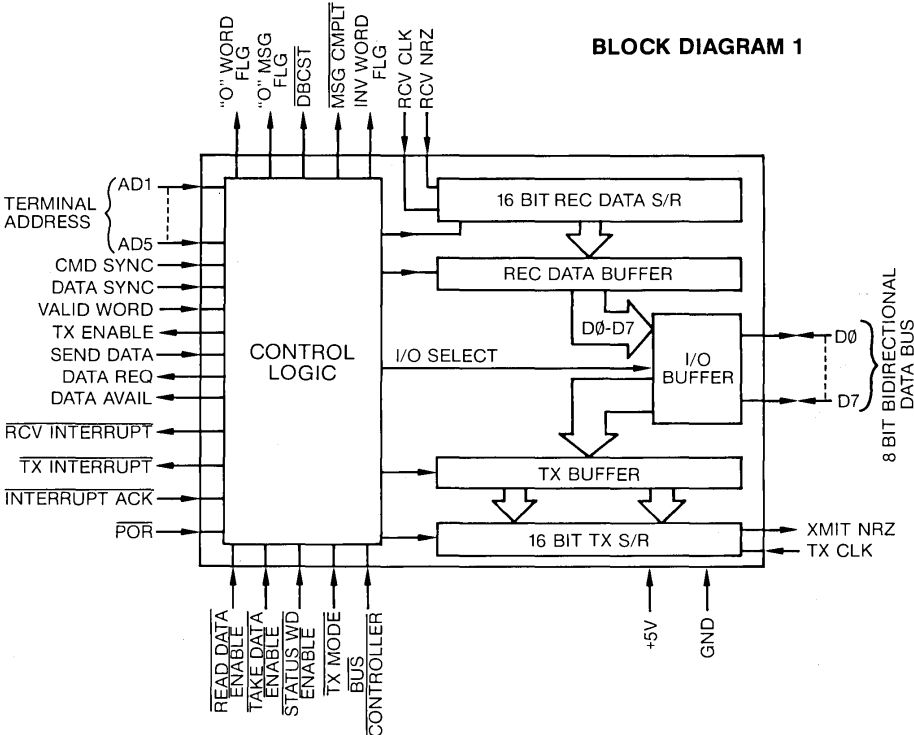 BLOCK DIAGRAM 1
"O" WORD
FLG
"O" MSG
FLG
DBCST
MSG CMPLT
INV WORD
FLG
RCV CLK
RCV NRZ
TERMINAL
ADDRESS
AD1
AD5
CMD SYNC
DATA SYNC
VALID WORD
TX ENABLE
SEND DATA
DATA REQ
DATA AVAIL
RCV INTERRUPT
TX INTERRUPT
INTERRUPT ACK
POR
CONTROL
LOGIC
16 BIT REC DATA S/R
REC DATA BUFFER
DØ-D7
I/O SELECT
I/O
BUFFER
DØ
D7
8 BIT BIDIRECTIONAL
DATA BUS
TX BUFFER
16 BIT TX S/R
XMIT NRZ
TX CLK
READ DATA
ENABLE
TAKE DATA
ENABLE
STATUS WD
ENABLE
TX MODE
BUS
CONTROLLER
+5V
GND